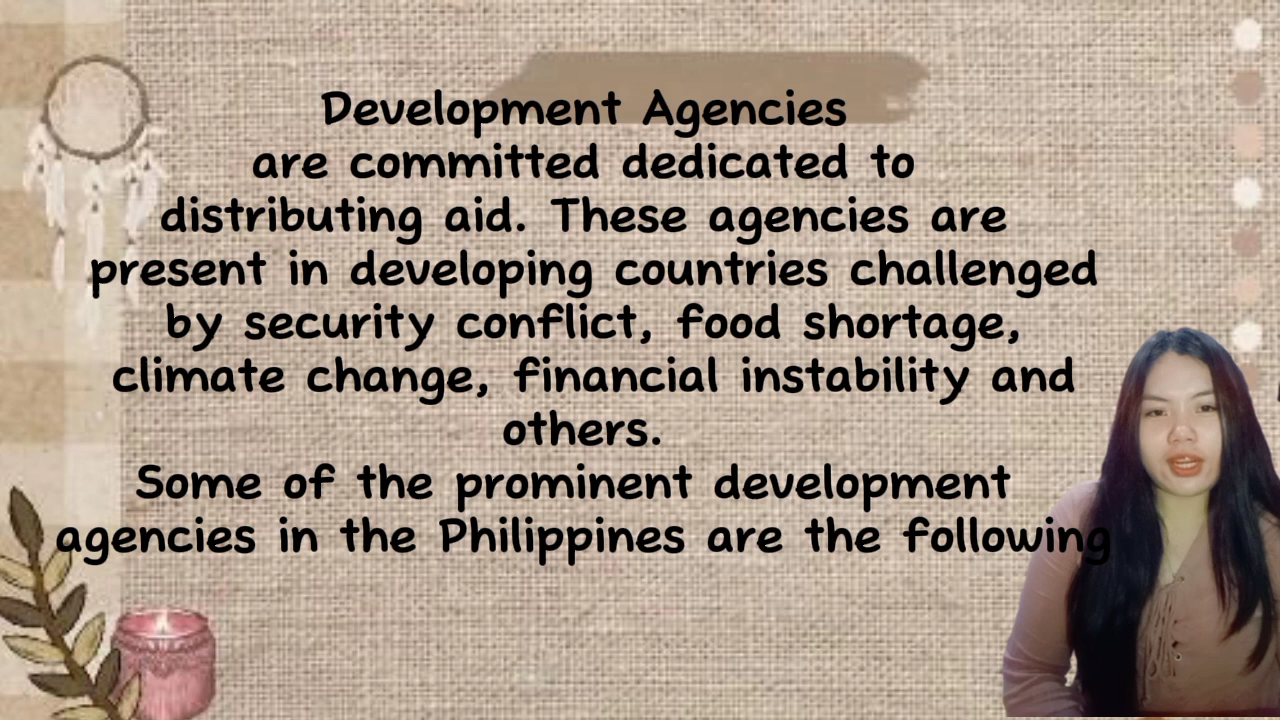 Development Agencies
are committed dedicated to
distributing aid. These agencies are
present in developing countries challenged
by security conflict, food shortage,
climate change, financial instability and
others.
Some of the prominent development
agencies in the Philippines are the following